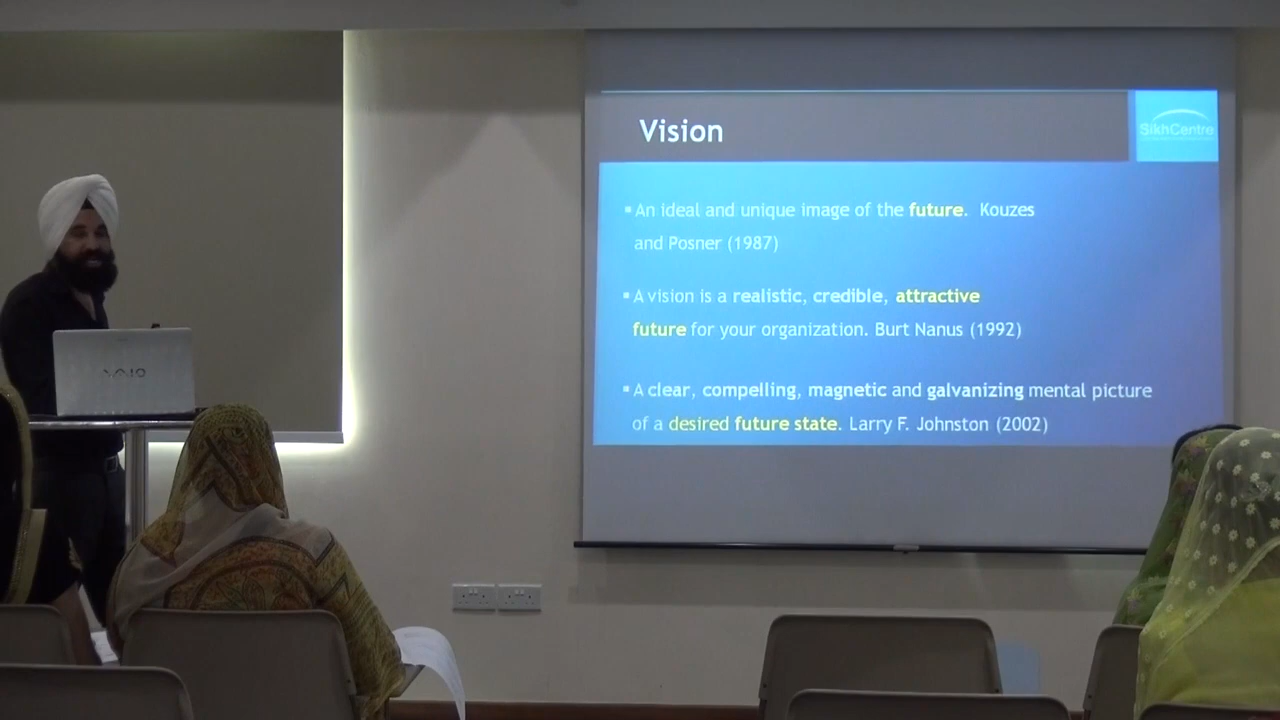 Vision
SikhCentre
▪An ideal and unique image of the future. Kouzes
and Posner (1987)
▪A vision is a realistic, credible, attractive
future for your organization. Burt Nanus (1992)
▪A clear, compelling, magnetic and galvanizing mental picture
of a desired future state. Larry F. Johnston (2002)
VAIO